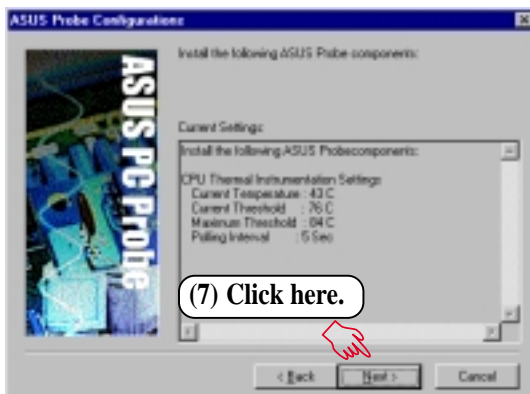 ASUS Probe Configurations
ASUS PC Probe
Install the following ASUS Probe components:
Current Settings:
Install the following ASUS Probecomponents:
CPU Thermal Instrumentation Settings
Current Temperature : 43 C
Current Threshold : 76 C
Maximum Threshold : 84 C
Polling Interval : 5 Sec
(7) Click here.
< Back
Next >
Cancel